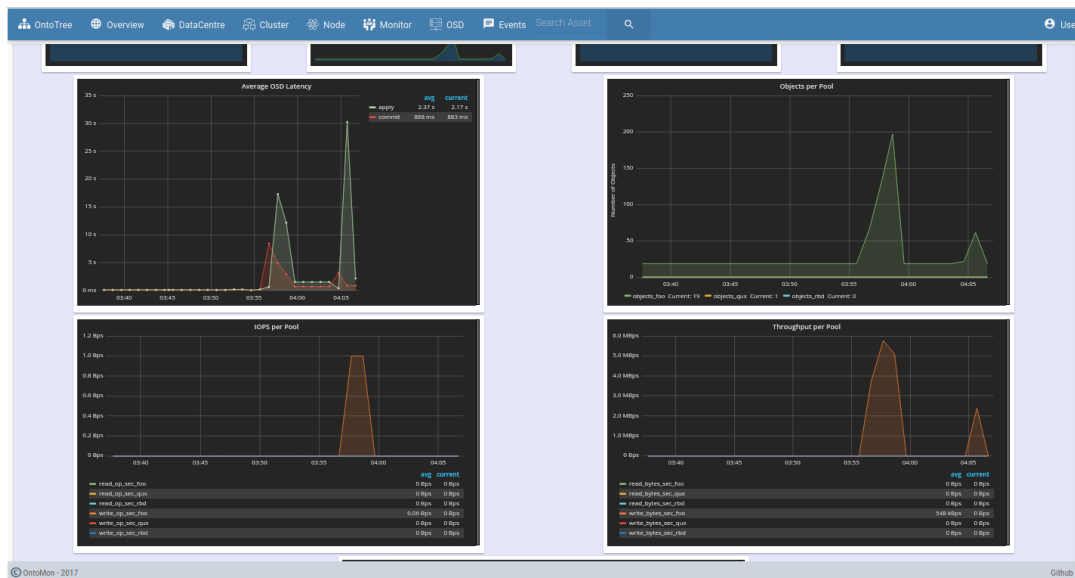 OntoTree Overview DataCentre Cluster Node Monitor OSD Events Search Asset Use
Average OSD Latency
avg current
apply 2.37 s 2.17 s
commit 888 ms 883 ms
35 s
30 s
25 s
20 s
15 s
10 s
5 s
0 ms
03:40 03:45 03:50 03:55 04:00 04:05
Objects per Pool
Number of Objects
250
200
150
100
50
0
03:40 03:45 03:50 03:55 04:00 04:05
objects_foo Current: 19 objects_qux Current: 1 objects_rbd Current: 0
IOPS per Pool
1.2 Bps
1.0 Bps
0.8 Bps
0.6 Bps
0.4 Bps
0.2 Bps
0 Bps
03:40 03:45 03:50 03:55 04:00 04:05
avg current
read_op_sec_foo 0 Bps 0 Bps
read_op_sec_qux 0 Bps 0 Bps
read_op_sec_rbd 0 Bps 0 Bps
write_op_sec_foo 0.06 Bps 0 Bps
write_op_sec_qux 0 Bps 0 Bps
write_op_sec_rbd 0 Bps 0 Bps
Throughput per Pool
6.0 MBps
5.0 MBps
4.0 MBps
3.0 MBps
2.0 MBps
1.0 MBps
0 Bps
03:40 03:45 03:50 03:55 04:00 04:05
avg current
read_bytes_sec_foo 0 Bps 0 Bps
read_bytes_sec_qux 0 Bps 0 Bps
read_bytes_sec_rbd 0 Bps 0 Bps
write_bytes_sec_foo 548 kBps 0 Bps
write_bytes_sec_qux 0 Bps 0 Bps
write_bytes_sec_rbd 0 Bps 0 Bps
© OntoMon - 2017 Github